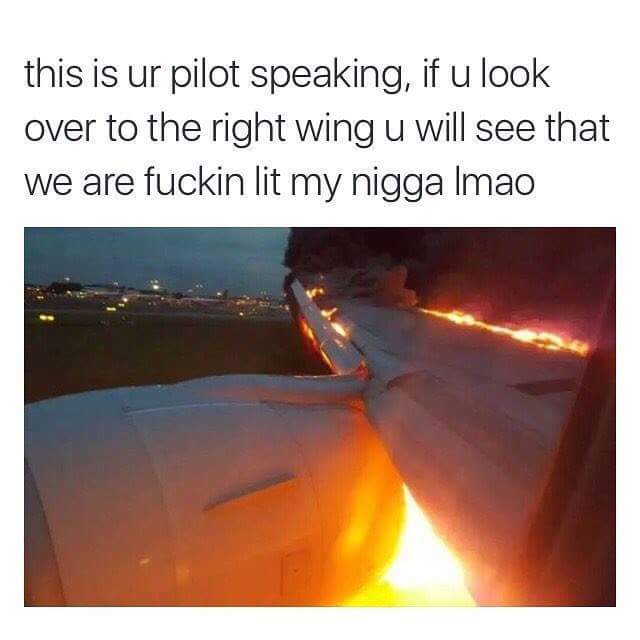 this is ur pilot speaking, if u look
over to the right wing u will see that
we are fuckin lit my nigga lmao